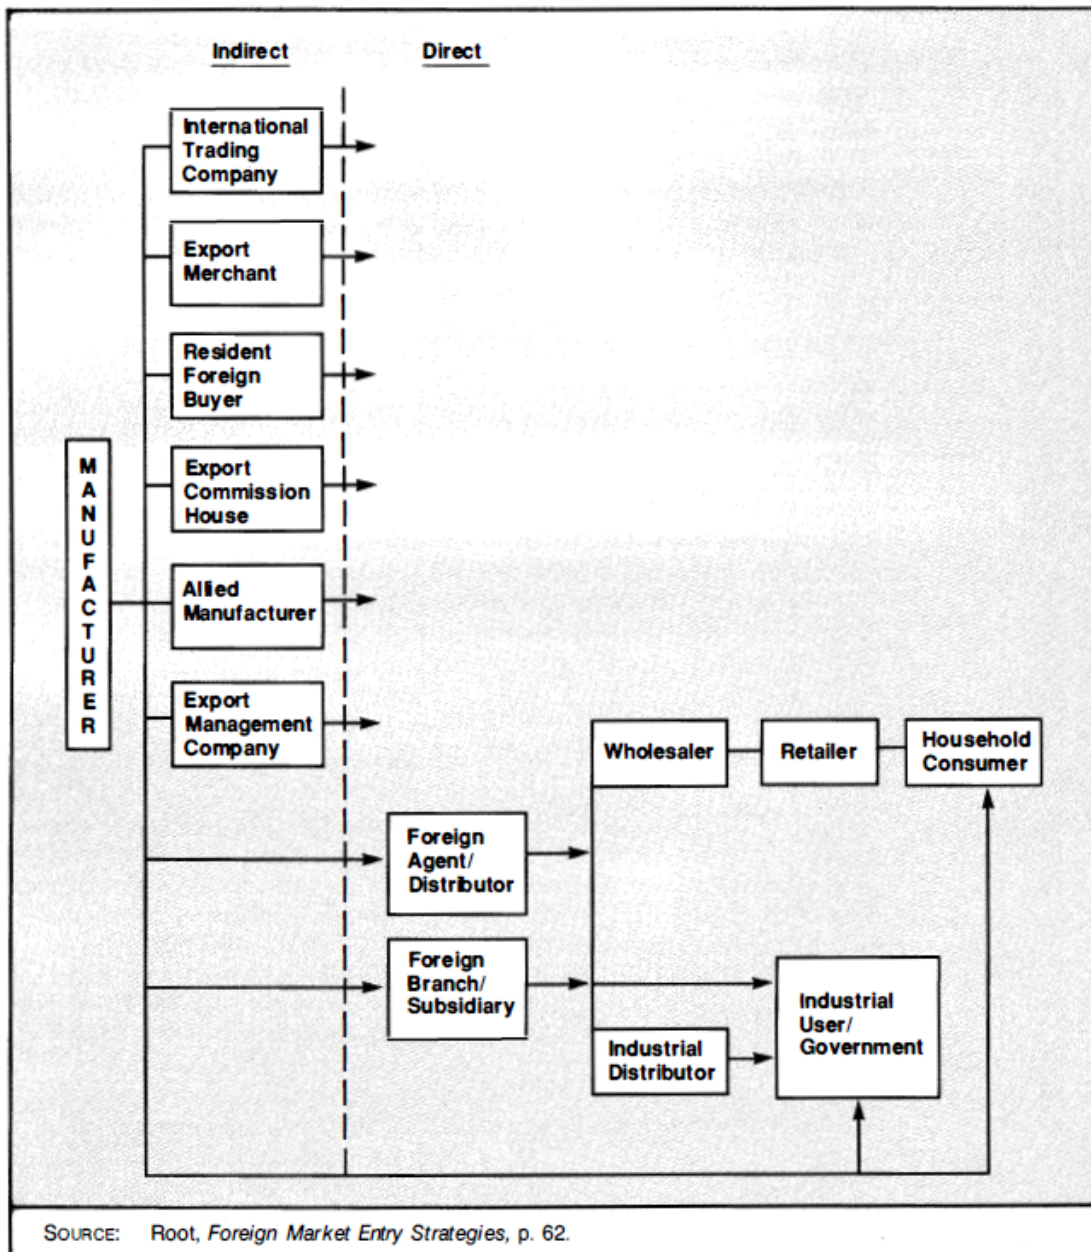 Indirect
Direct
International
Trading
Company
Export
Merchant
Resident
Foreign
Buyer
Export
Commission
House
Allied
Manufacturer
Export
Management
Company
MANUFACTURER
Wholesaler
Retailer
Household
Consumer
Foreign
Agent/
Distributor
Foreign
Branch/
Subsidiary
Industrial
User/
Government
Industrial
Distributor
SOURCE: Root, Foreign Market Entry Strategies, p. 62.